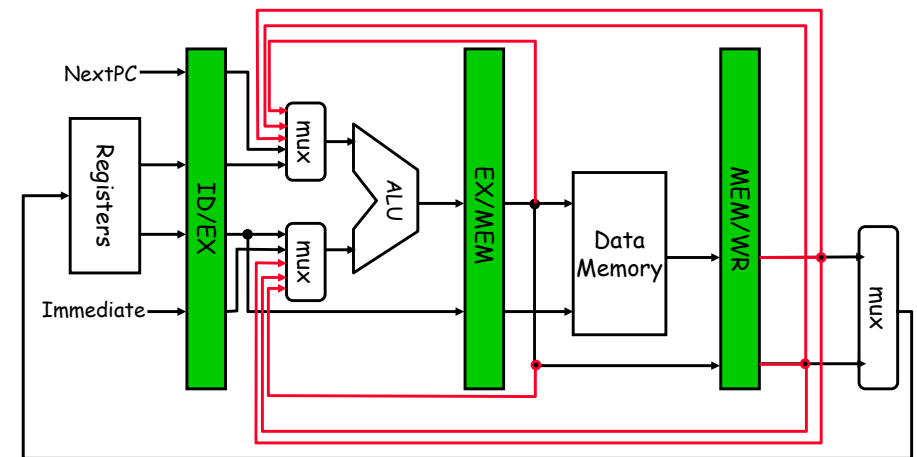 NextPC
Registers
Immediate
ID/EX
mux
mux
ALU
EX/MEM
Data
Memory
MEM/WR
mux